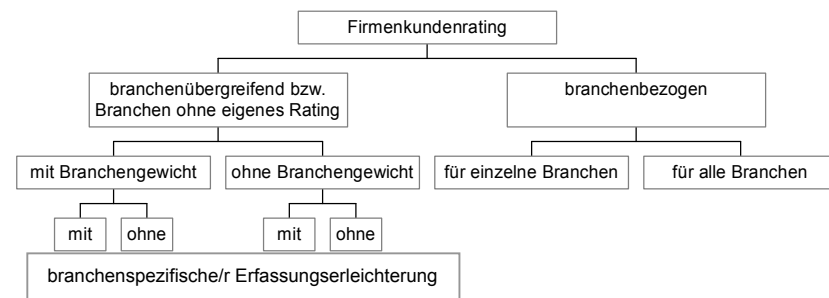 Firmenkundenrating
branchenübergreifend bzw.
Branchen ohne eigenes Rating
branchenbezogen
mit Branchengewicht
ohne Branchengewicht
für einzelne Branchen
für alle Branchen
mit
ohne
mit
ohne
branchenspezifische/r Erfassungserleichterung